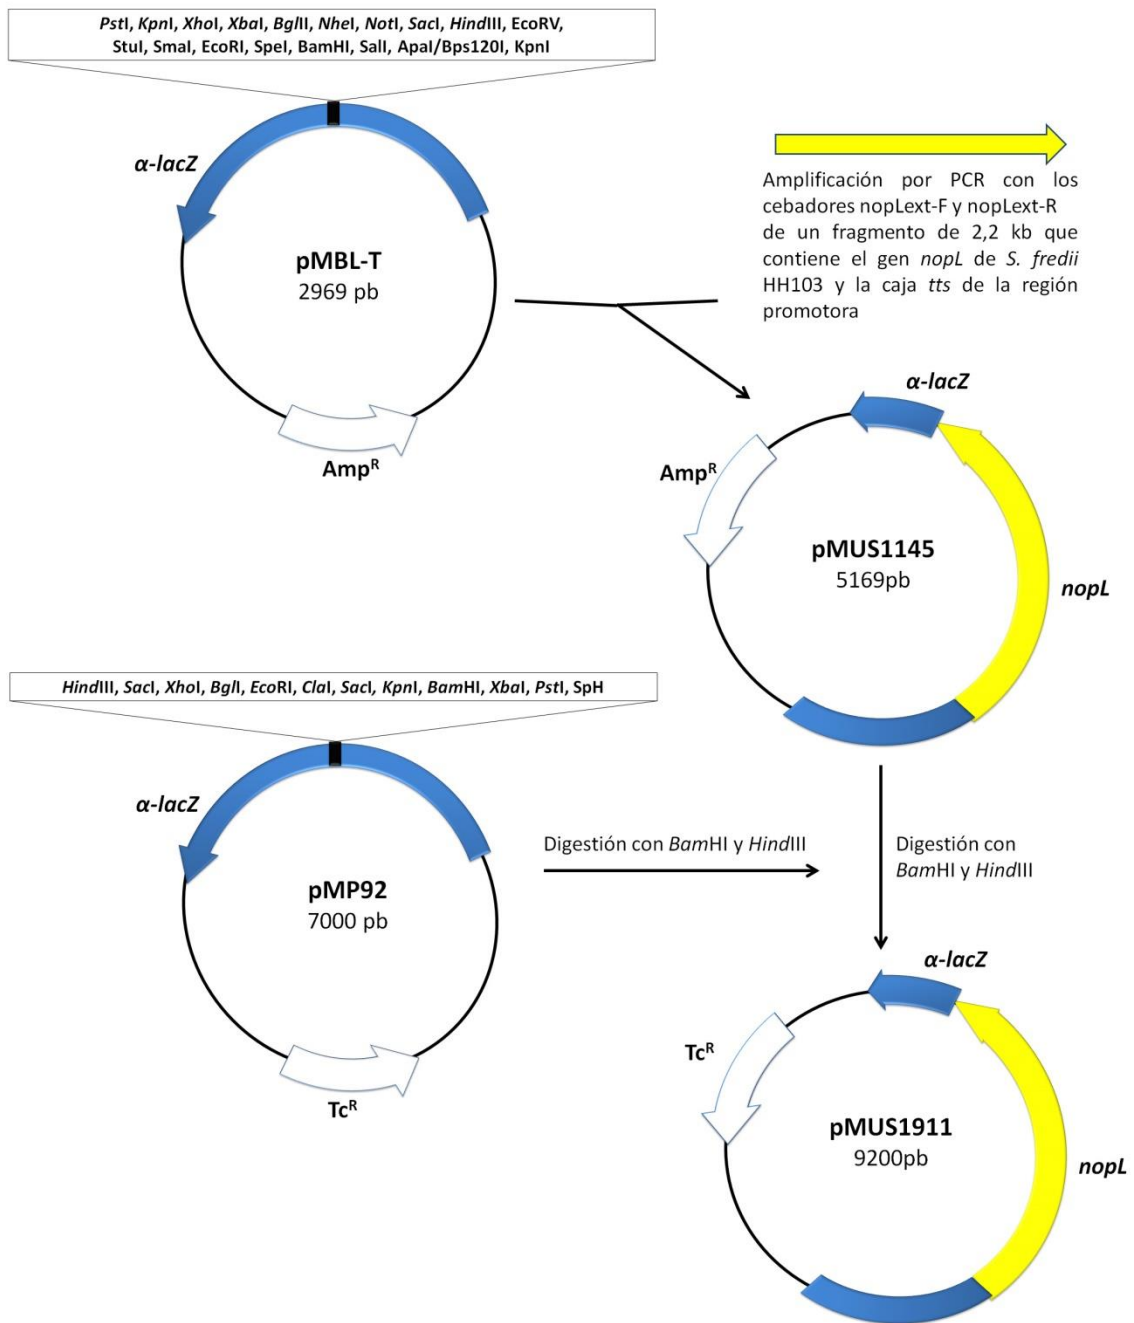 PstI, KpnI, XhoI, XbaI, BglII, NheI, NotI, SacI, HindIII, EcoRV,
StuI, SmaI, EcoRI, SpeI, BamHI, SalI, ApaI/Bps120I, KpnI
α-lacZ
pMBL-T
2969 pb
Amp^R
Amplificación por PCR con los
cebadores nopLext-F y nopLext-R
de un fragmento de 2,2 kb que
contiene el gen nopL de S. fredii
HH103 y la caja tts de la región
promotora
α-lacZ
Amp^R
pMUS1145
5169pb
nopL
HindIII, SacI, XhoI, BglI, EcoRI, ClaI, SacI, KpnI, BamHI, XbaI, PstI, SpH
α-lacZ
pMP92
7000 pb
Tc^R
Digestión con BamHI y HindIII
Digestión con
BamHI y HindIII
α-lacZ
Tc^R
pMUS1911
9200pb
nopL